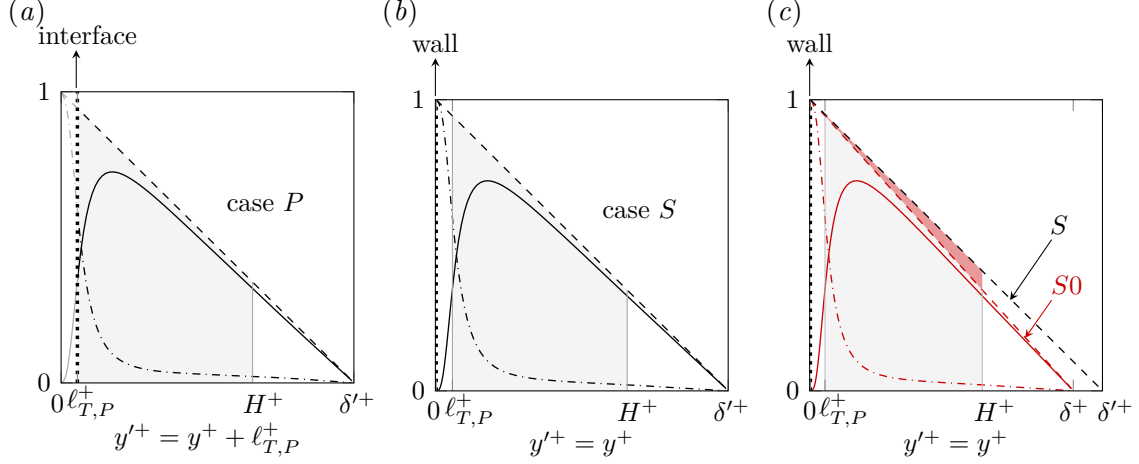 (a)
interface
1
case P
0
0 ℓ⁺_{T,P} H⁺ δ′⁺
y′⁺ = y⁺ + ℓ⁺_{T,P}
(b)
wall
1
case S
0
0 ℓ⁺_{T,P} H⁺ δ′⁺
y′⁺ = y⁺
(c)
wall
1
S
S0
0
0 ℓ⁺_{T,P} H⁺ δ⁺ δ′⁺
y′⁺ = y⁺